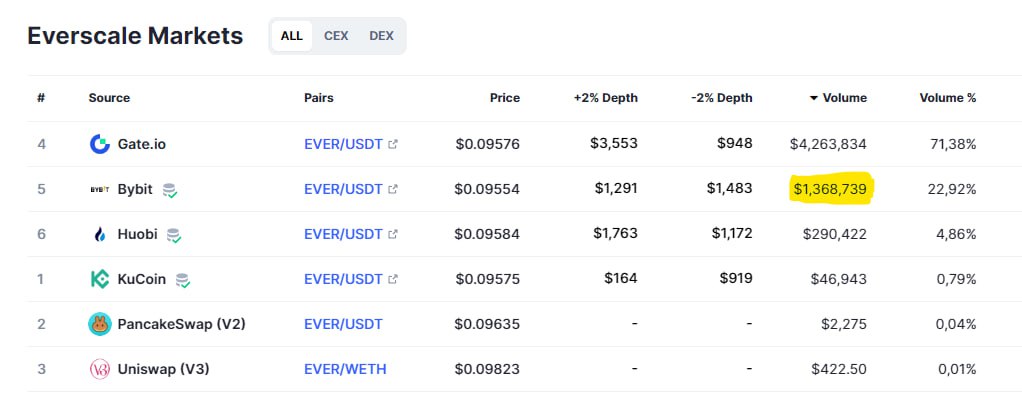 Everscale Markets ALL CEX DEX
# Source Pairs Price +2% Depth -2% Depth Volume Volume %
4 Gate.io EVER/USDT $0.09576 $3,553 $948 $4,263,834 71,38%
5 BYBIT Bybit EVER/USDT $0.09554 $1,291 $1,483 $1,368,739 22,92%
6 Huobi EVER/USDT $0.09584 $1,763 $1,172 $290,422 4,86%
1 KuCoin EVER/USDT $0.09575 $164 $919 $46,943 0,79%
2 PancakeSwap (V2) EVER/USDT $0.09635 - - $2,275 0,04%
3 V3 Uniswap (V3) EVER/WETH $0.09823 - - $422.50 0,01%